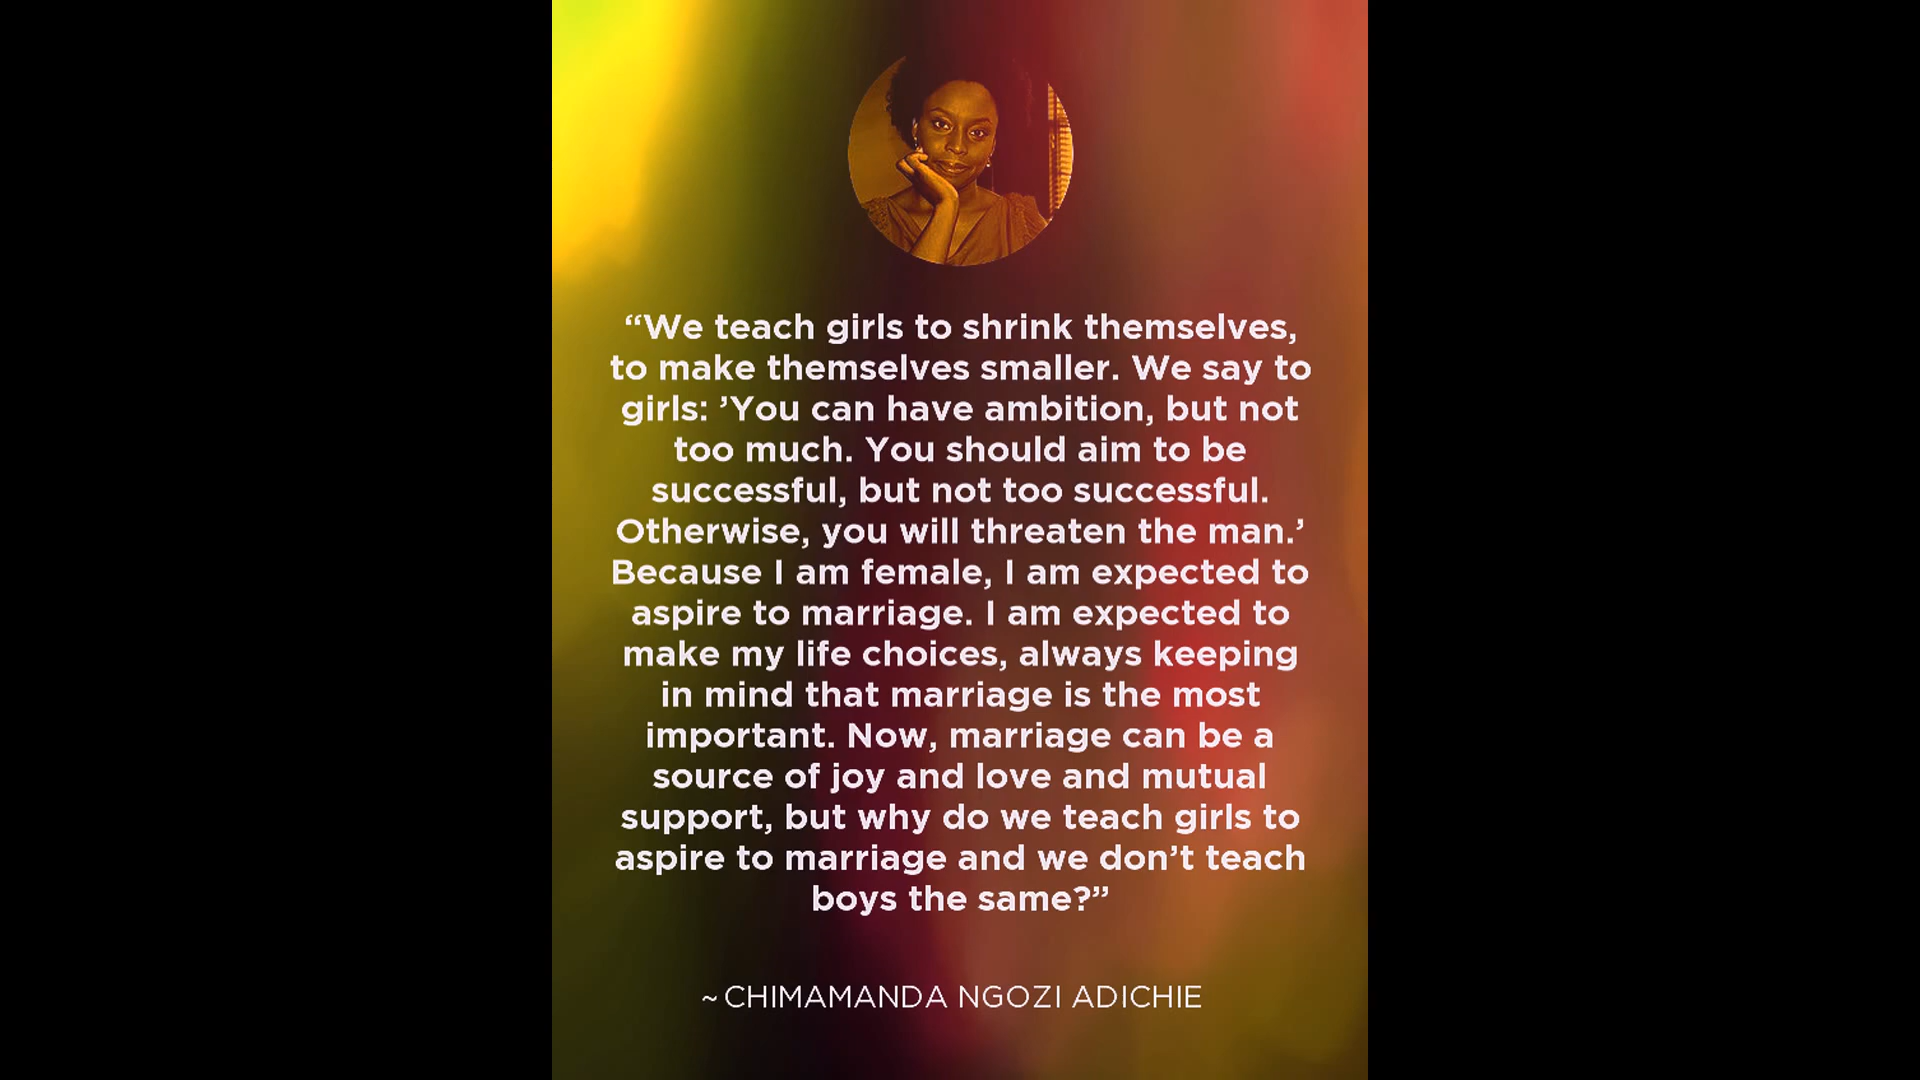 “We teach girls to shrink themselves,
to make themselves smaller. We say to
girls: ’You can have ambition, but not
too much. You should aim to be
successful, but not too successful.
Otherwise, you will threaten the man.’
Because I am female, I am expected to
aspire to marriage. I am expected to
make my life choices, always keeping
in mind that marriage is the most
important. Now, marriage can be a
source of joy and love and mutual
support, but why do we teach girls to
aspire to marriage and we don’t teach
boys the same?”
~ CHIMAMANDA NGOZI ADICHIE